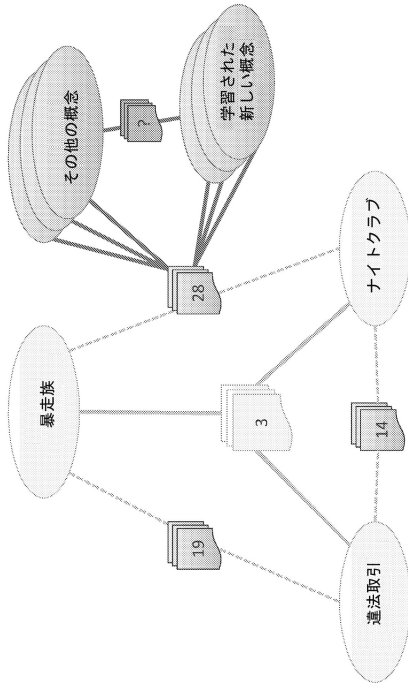 その他の概念
?
学習された
新しい概念
28
暴走族
ナイトクラブ
3
19
14
違法取引